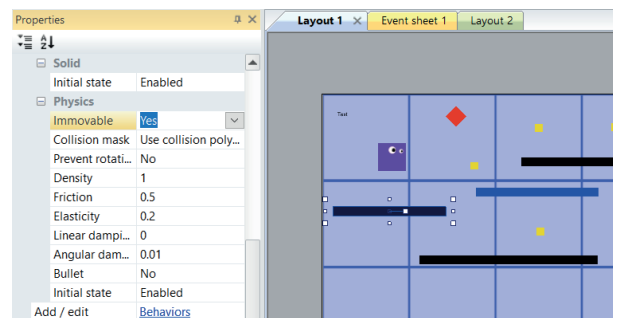 Properties
Layout 1 Event sheet 1 Layout 2
Solid
Initial state Enabled
Physics
Immovable Yes
Collision mask Use collision poly...
Prevent rotati... No
Density 1
Friction 0.5
Elasticity 0.2
Linear dampi... 0
Angular dam... 0.01
Bullet No
Initial state Enabled
Add / edit Behaviors
Text